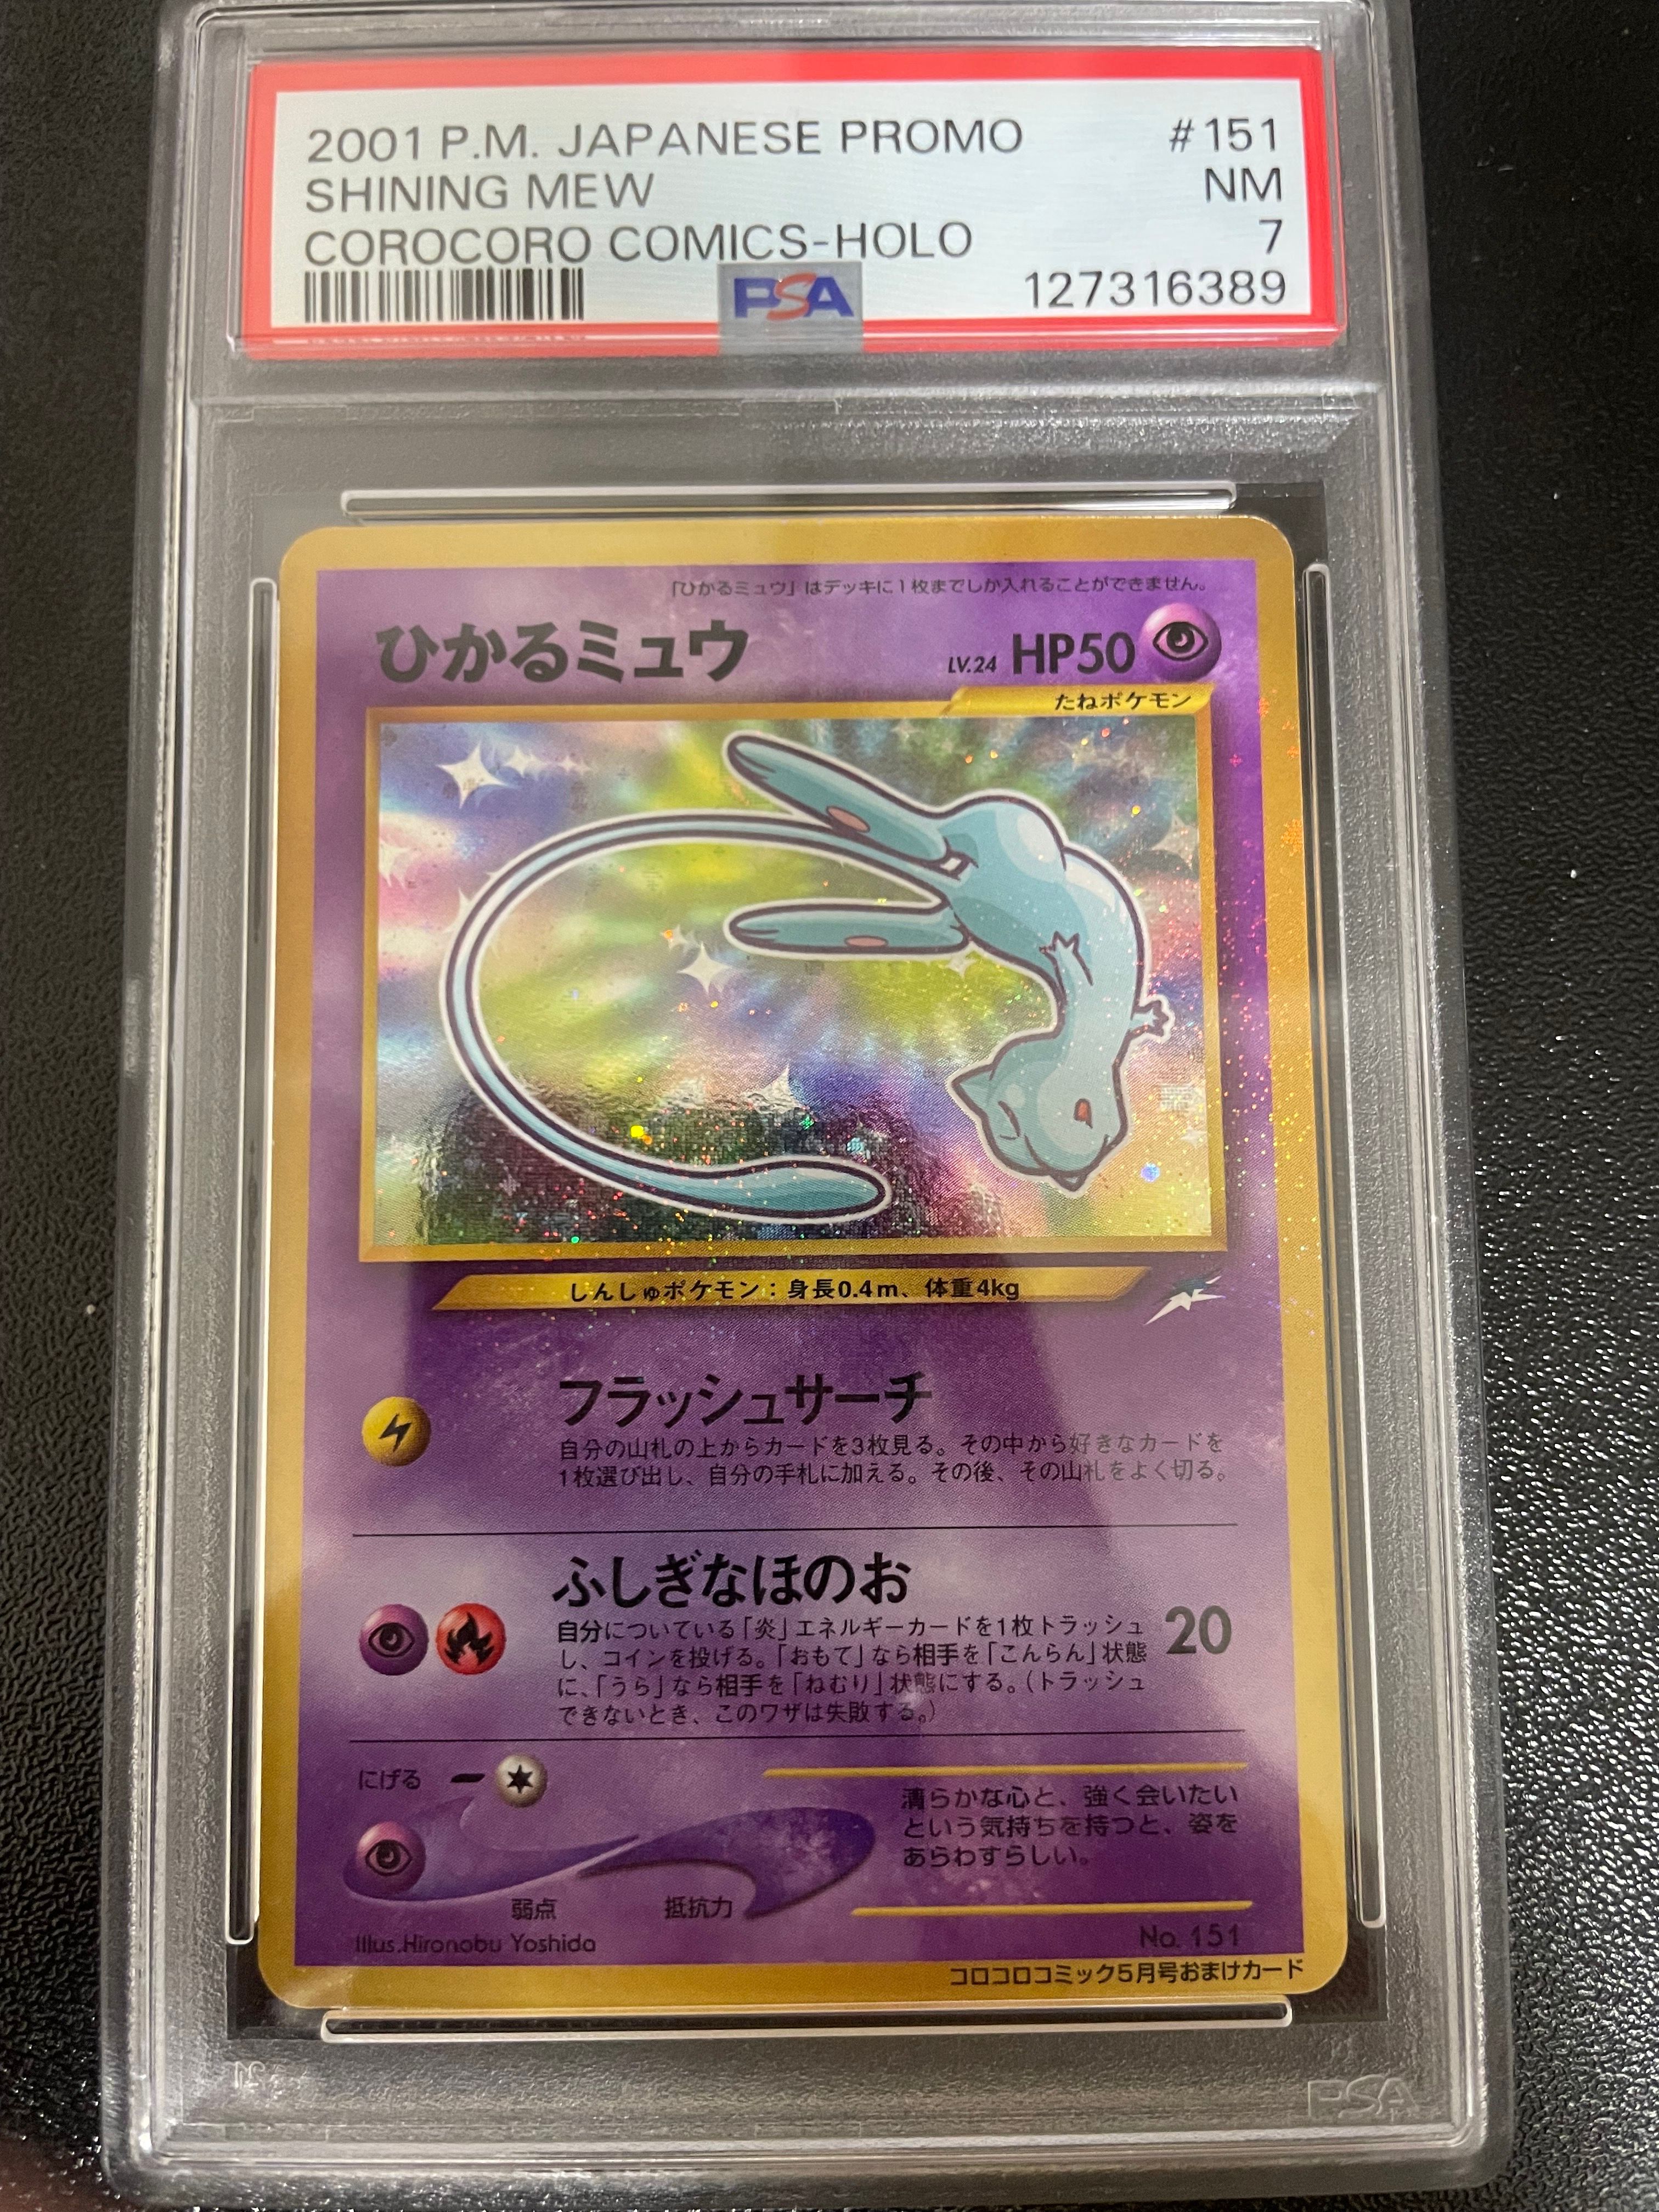 2001 P.M. JAPANESE PROMO #151
SHINING MEW NM
COROCORO COMICS-HOLO 7
PSA 127316389
「ひかるミュウ」はデッキに1枚までしか入れることができません。
ひかるミュウ LV.24 HP50
たねポケモン
しんしゅポケモン：身長0.4m、体重4kg
フラッシュサーチ
自分の山札の上からカードを3枚見る。その中から好きなカードを
1枚選び出し、自分の手札に加える。その後、その山札をよく切る。
ふしぎなほのお
自分についている「炎」エネルギーカードを1枚トラッシュ
し、コインを投げる。「おもて」なら相手を「こんらん」状態
に、「うら」なら相手を「ねむり」状態にする。（トラッシュ
できないとき、このワザは失敗する。）
20
にげる
清らかな心と、強く会いたい
という気持ちを持つと、姿を
あらわすらしい。
弱点 抵抗力
Illus.Hironobu Yoshida No. 151
コロコロコミック5月号おまけカード
PSA